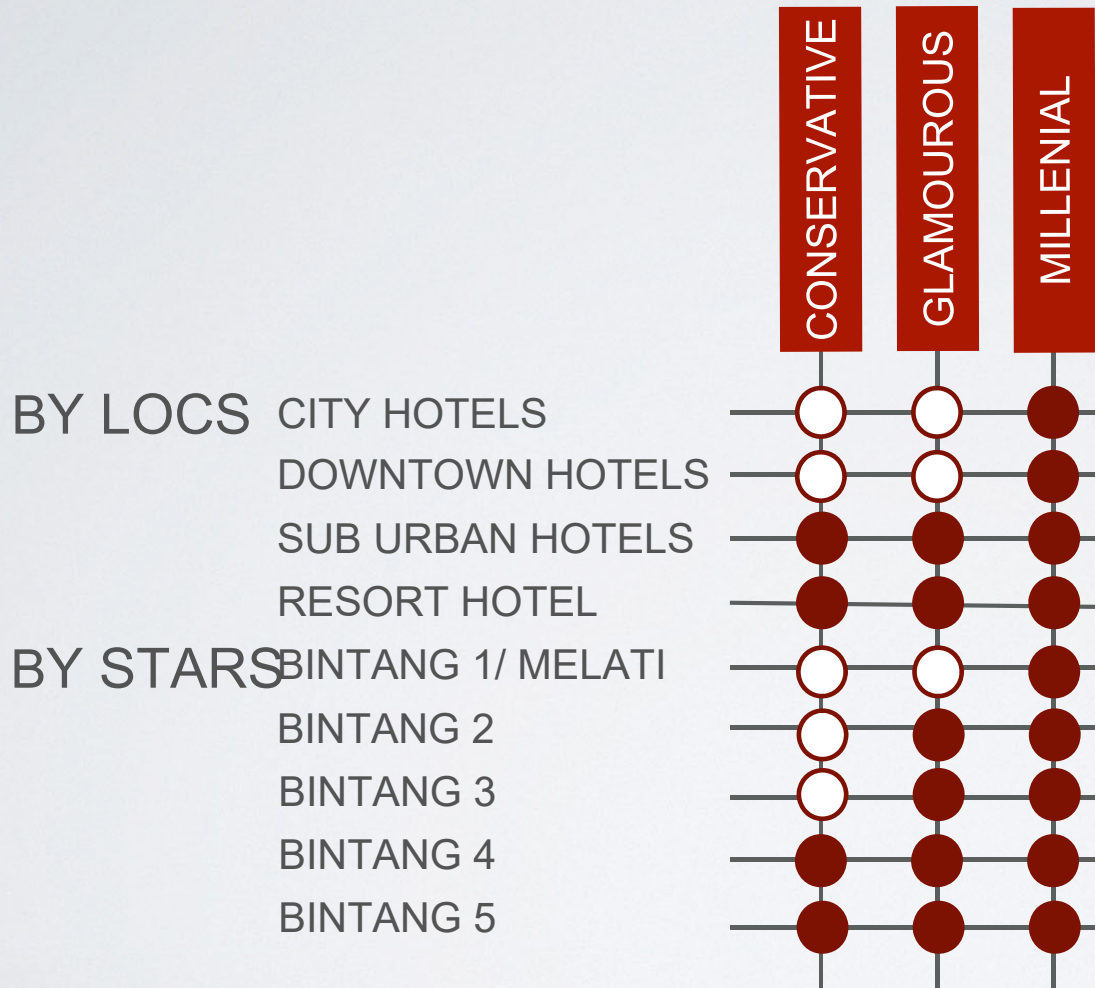 CONSERVATIVE
GLAMOUROUS
MILLENIAL
BY LOCS CITY HOTELS
DOWNTOWN HOTELS
SUB URBAN HOTELS
RESORT HOTEL
BY STARS BINTANG 1/ MELATI
BINTANG 2
BINTANG 3
BINTANG 4
BINTANG 5